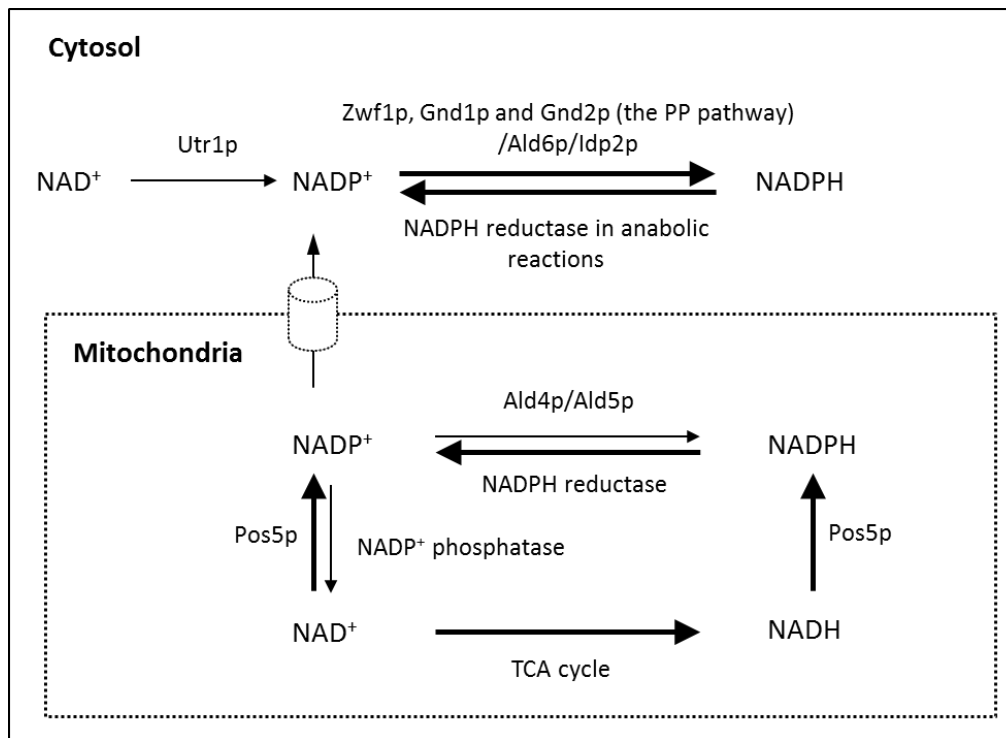 Cytosol
Zwf1p, Gnd1p and Gnd2p (the PP pathway)
/Ald6p/Idp2p
Utr1p
NAD⁺
NADP⁺
NADPH
NADPH reductase in anabolic
reactions
Mitochondria
Ald4p/Ald5p
NADP⁺
NADPH
NADPH reductase
Pos5p
NADP⁺ phosphatase
Pos5p
NAD⁺
NADH
TCA cycle